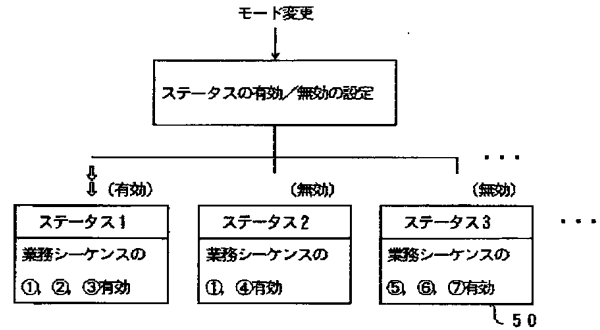 モード変更
ステータスの有効／無効の設定
・・・
(有効)
(無効)
(無効)
ステータス1
業務シーケンスの
①, ②, ③有効
ステータス2
業務シーケンスの
①, ④有効
ステータス3
業務シーケンスの
⑤, ⑥, ⑦有効
・・・
50